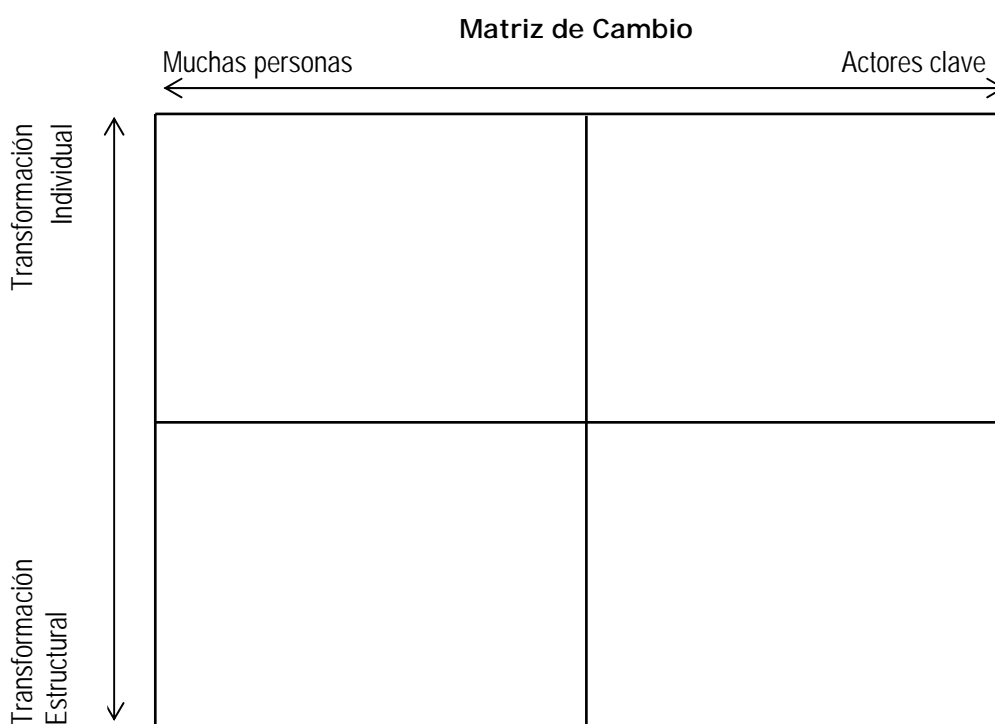 Matriz de Cambio
Muchas personas
Actores clave
Transformación
Individual
Transformación
Estructural